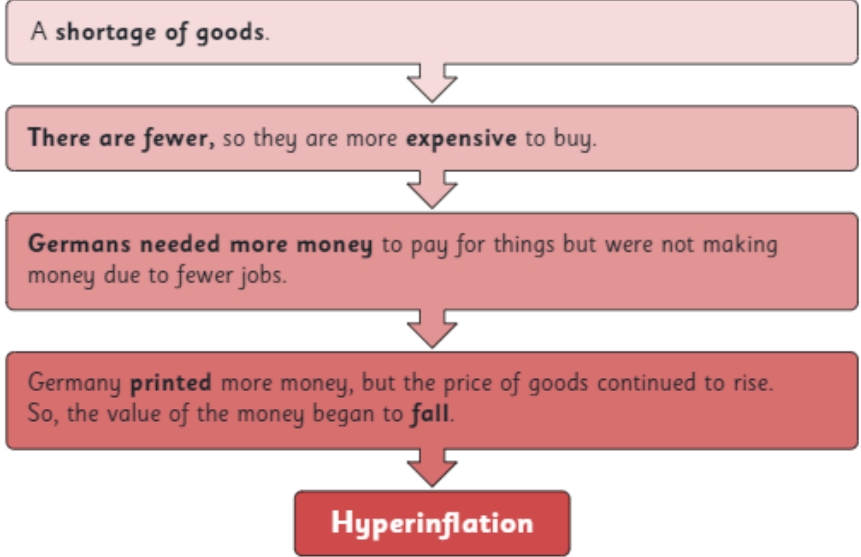 A shortage of goods.
There are fewer, so they are more expensive to buy.
Germans needed more money to pay for things but were not making
money due to fewer jobs.
Germany printed more money, but the price of goods continued to rise.
So, the value of the money began to fall.
Hyperinflation